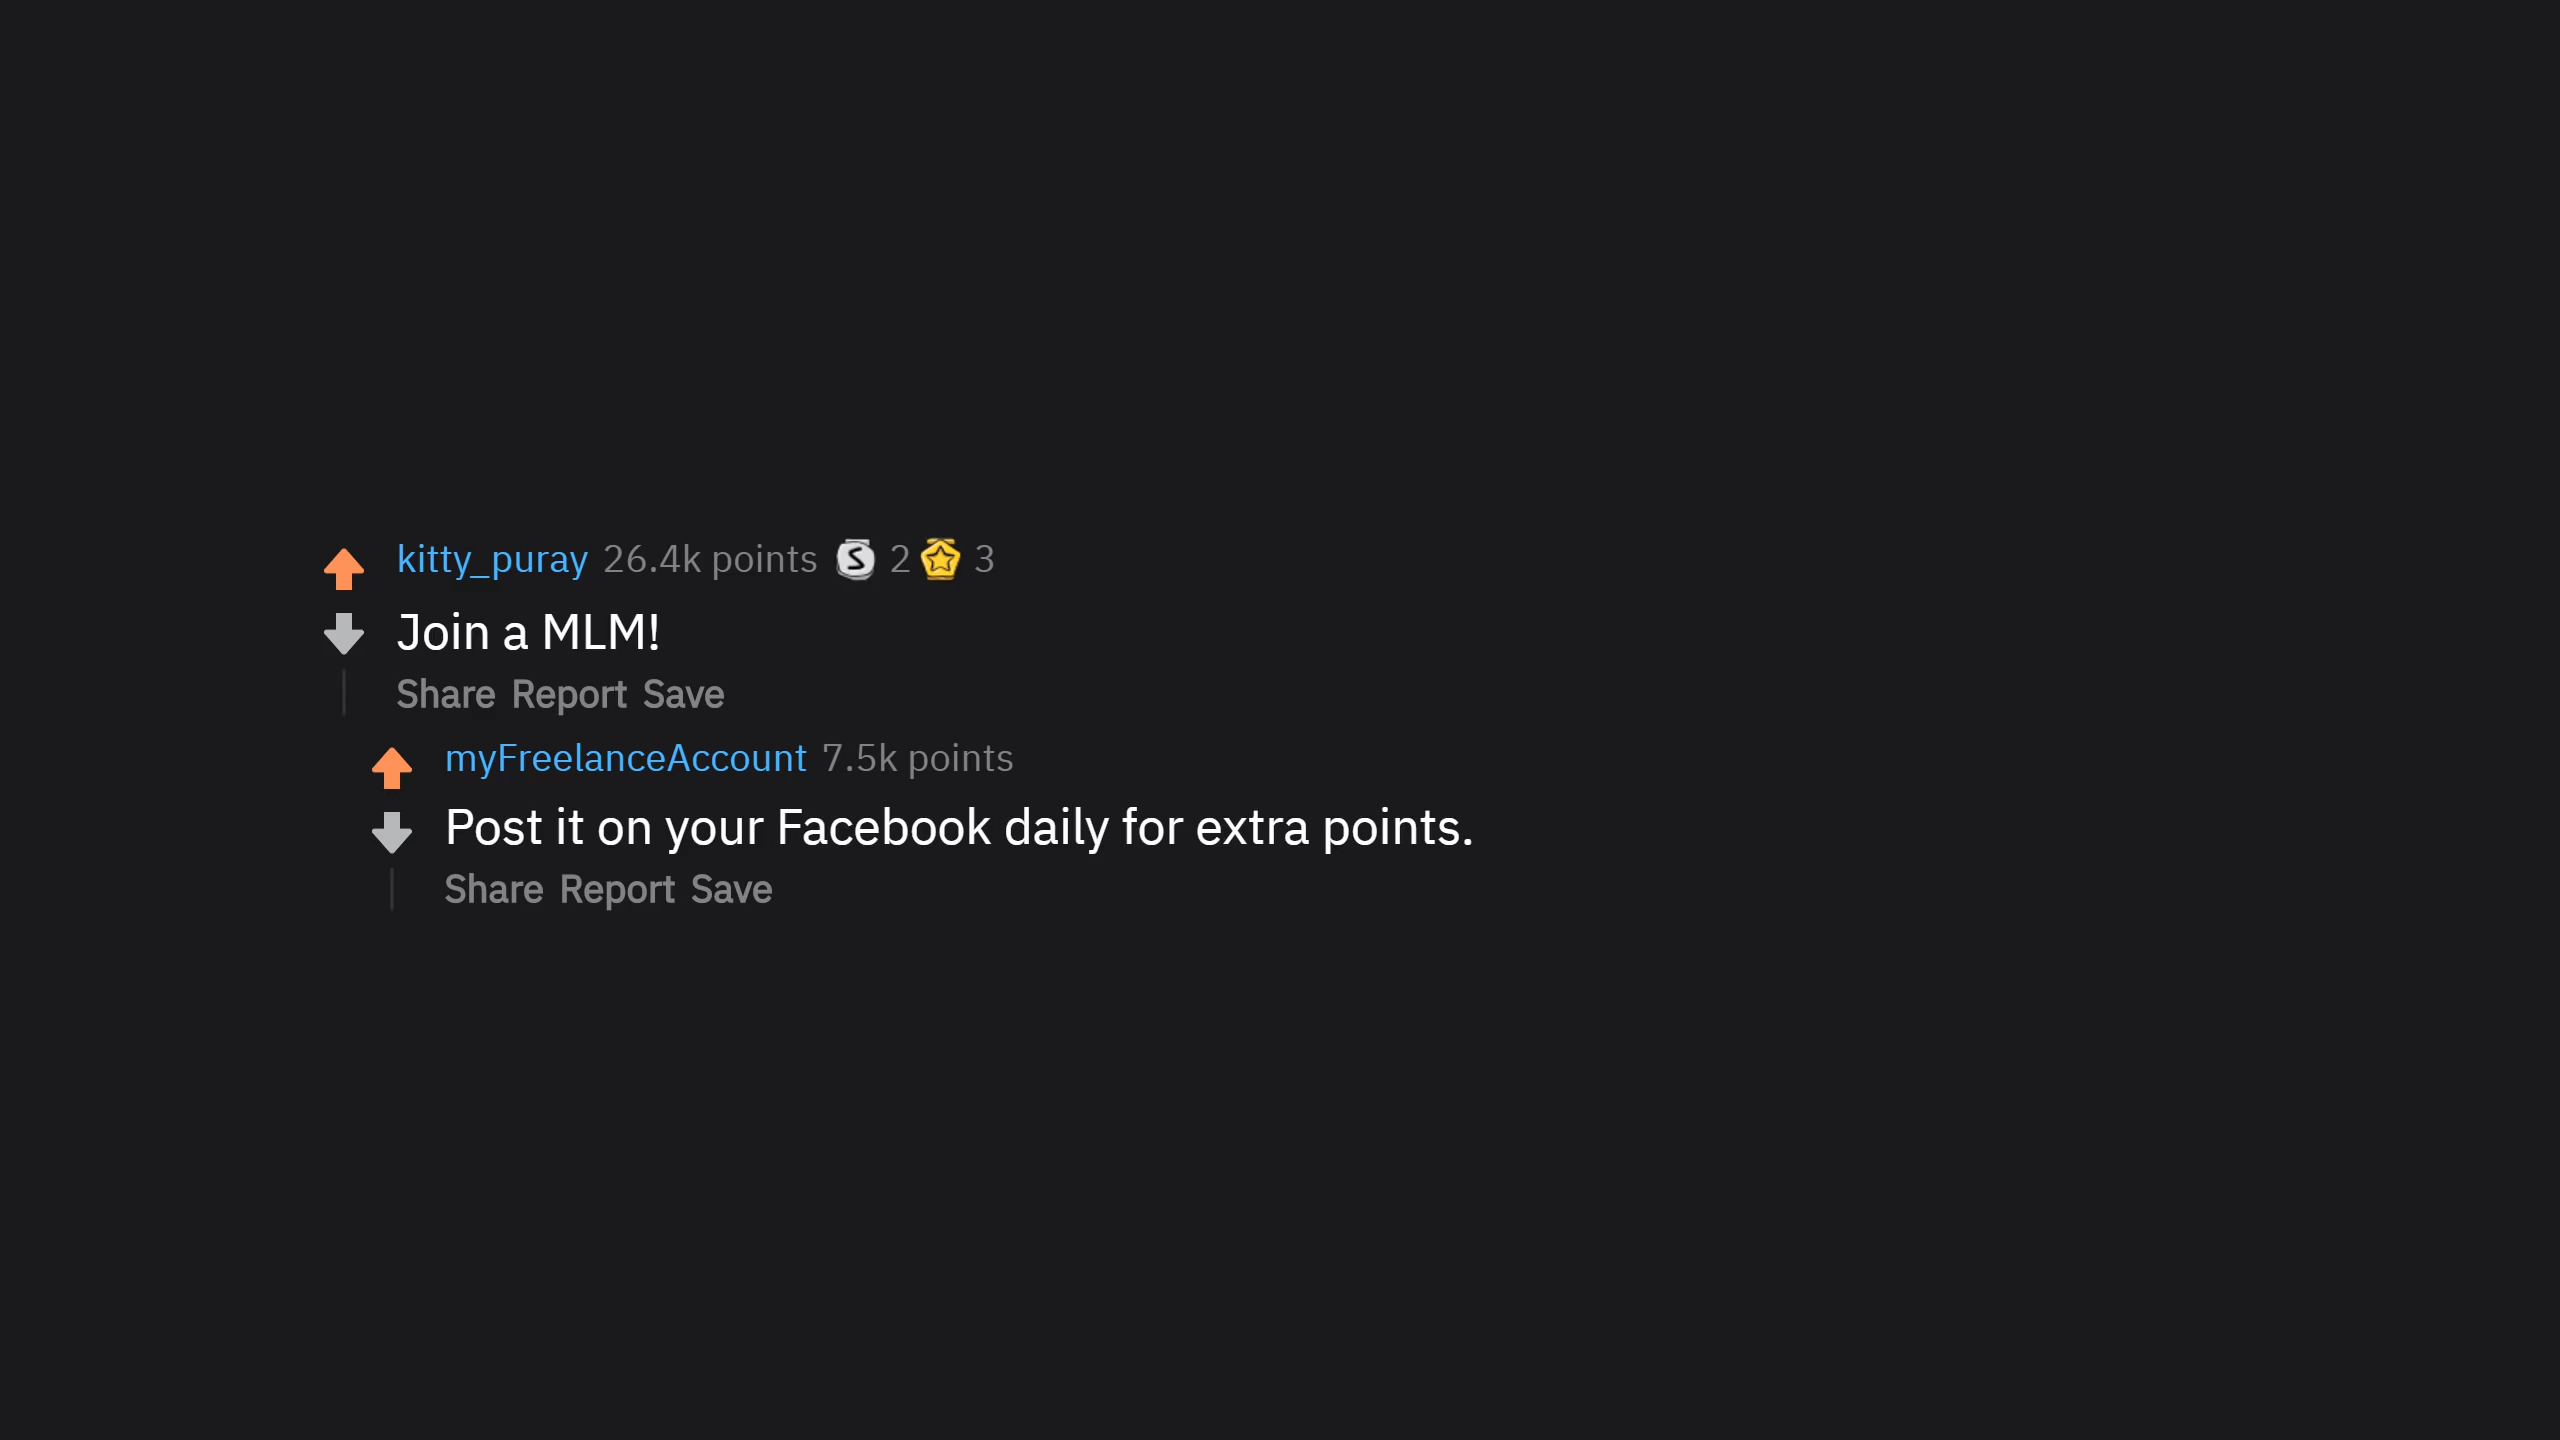 kitty_puray 26.4k points S 2 3
Join a MLM!
Share Report Save
myFreelanceAccount 7.5k points
Post it on your Facebook daily for extra points.
Share Report Save